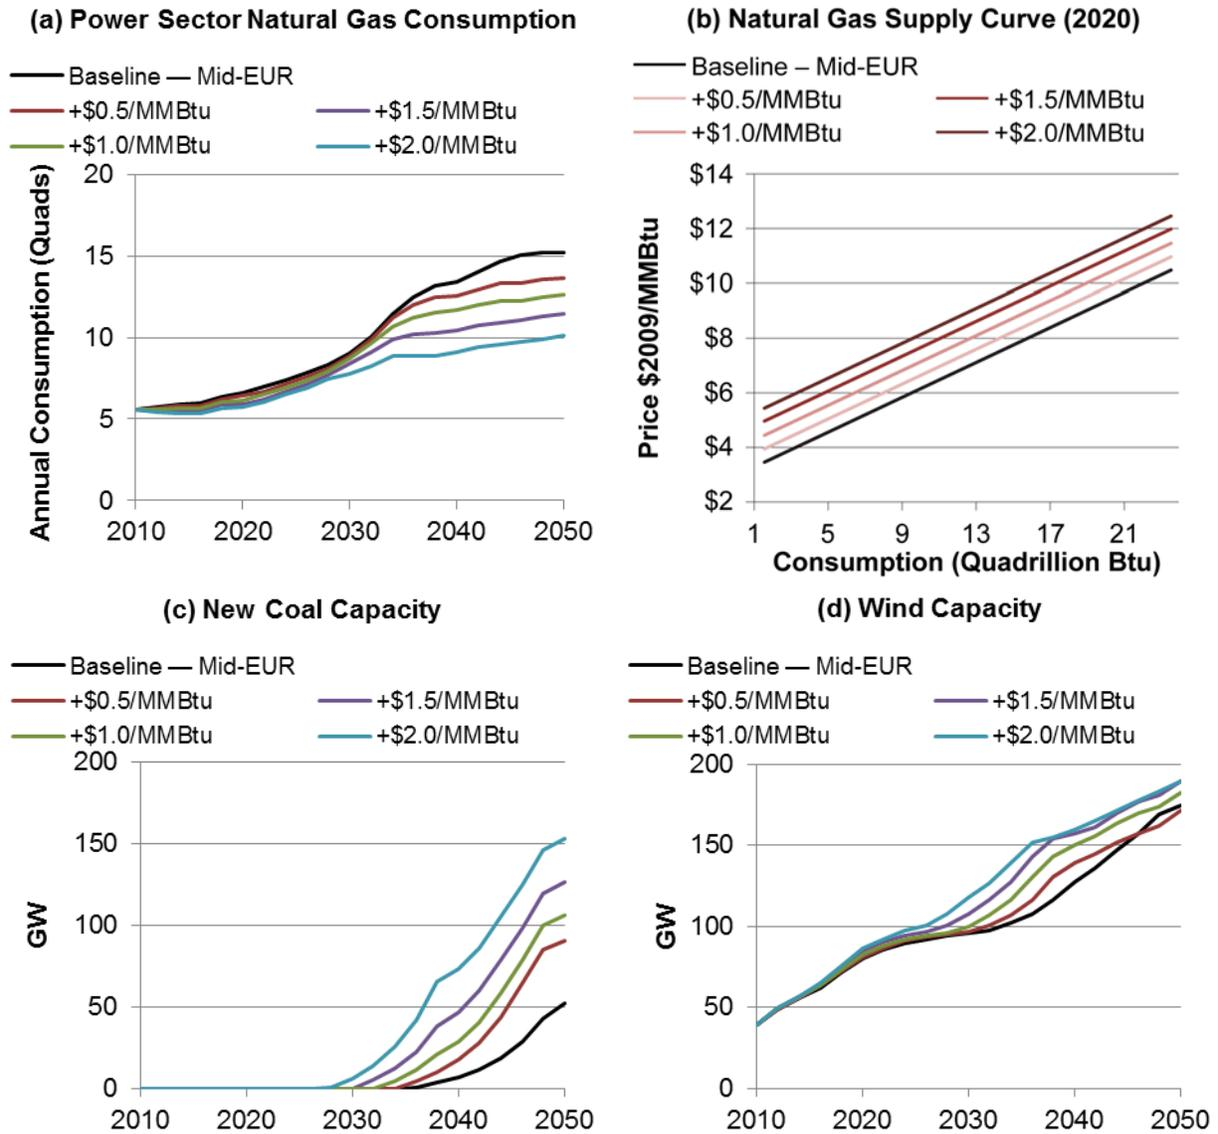 (a) Power Sector Natural Gas Consumption
Baseline — Mid-EUR
+$0.5/MMBtu +$1.5/MMBtu
+$1.0/MMBtu +$2.0/MMBtu
Annual Consumption (Quads)
20
15
10
5
0
2010 2020 2030 2040 2050
(b) Natural Gas Supply Curve (2020)
Baseline – Mid-EUR
+$0.5/MMBtu +$1.5/MMBtu
+$1.0/MMBtu +$2.0/MMBtu
Price $2009/MMBtu
$14
$12
$10
$8
$6
$4
$2
1 5 9 13 17 21
Consumption (Quadrillion Btu)
(c) New Coal Capacity
Baseline — Mid-EUR
+$0.5/MMBtu +$1.5/MMBtu
+$1.0/MMBtu +$2.0/MMBtu
GW
200
150
100
50
0
2010 2020 2030 2040 2050
(d) Wind Capacity
Baseline — Mid-EUR
+$0.5/MMBtu +$1.5/MMBtu
+$1.0/MMBtu +$2.0/MMBtu
GW
200
150
100
50
0
2010 2020 2030 2040 2050